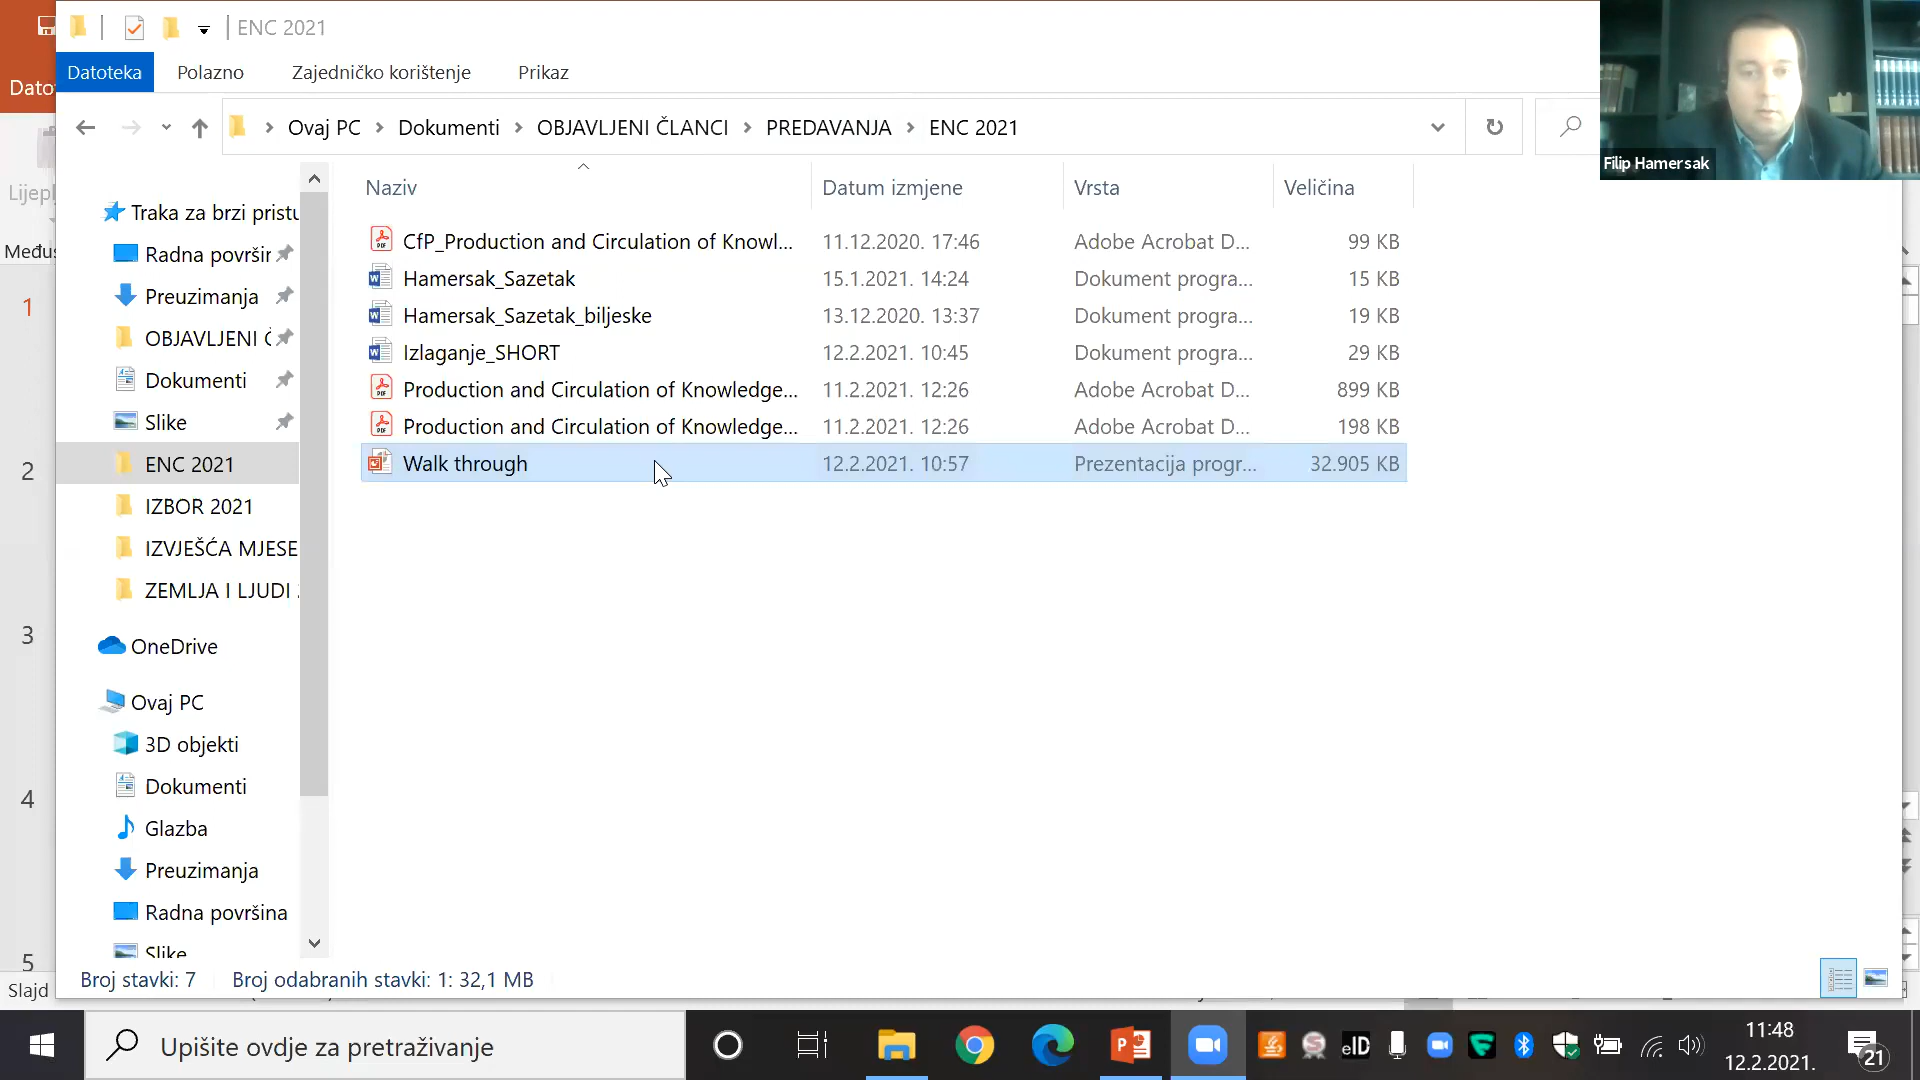 ENC 2021
Datoteka Polazno Zajedničko korištenje Prikaz
Ovaj PC > Dokumenti > OBJAVLJENI ČLANCI > PREDAVANJA > ENC 2021
Filip Hamersak
Naziv Datum izmjene Vrsta Veličina
CfP_Production and Circulation of Knowl... 11.12.2020. 17:46 Adobe Acrobat D... 99 KB
Hamersak_Sazetak 15.1.2021. 14:24 Dokument progra... 15 KB
Hamersak_Sazetak_biljeske 13.12.2020. 13:37 Dokument progra... 19 KB
Izlaganje_SHORT 12.2.2021. 10:45 Dokument progra... 29 KB
Production and Circulation of Knowledge... 11.2.2021. 12:26 Adobe Acrobat D... 899 KB
Production and Circulation of Knowledge... 11.2.2021. 12:26 Adobe Acrobat D... 198 KB
Walk through 12.2.2021. 10:57 Prezentacija progr... 32.905 KB
Traka za brzi pristu
Radna površir
Preuzimanja
OBJAVLJENI Č
Dokumenti
Slike
ENC 2021
IZBOR 2021
IZVJEŠĆA MJESE
ZEMLJA I LJUDI
OneDrive
Ovaj PC
3D objekti
Dokumenti
Glazba
Preuzimanja
Radna površina
Slike
Broj stavki: 7 Broj odabranih stavki: 1: 32,1 MB
Dato
Lijep
Među
1
2
3
4
5
Slajd
Upišite ovdje za pretraživanje
eID
11:48
12.2.2021.
21